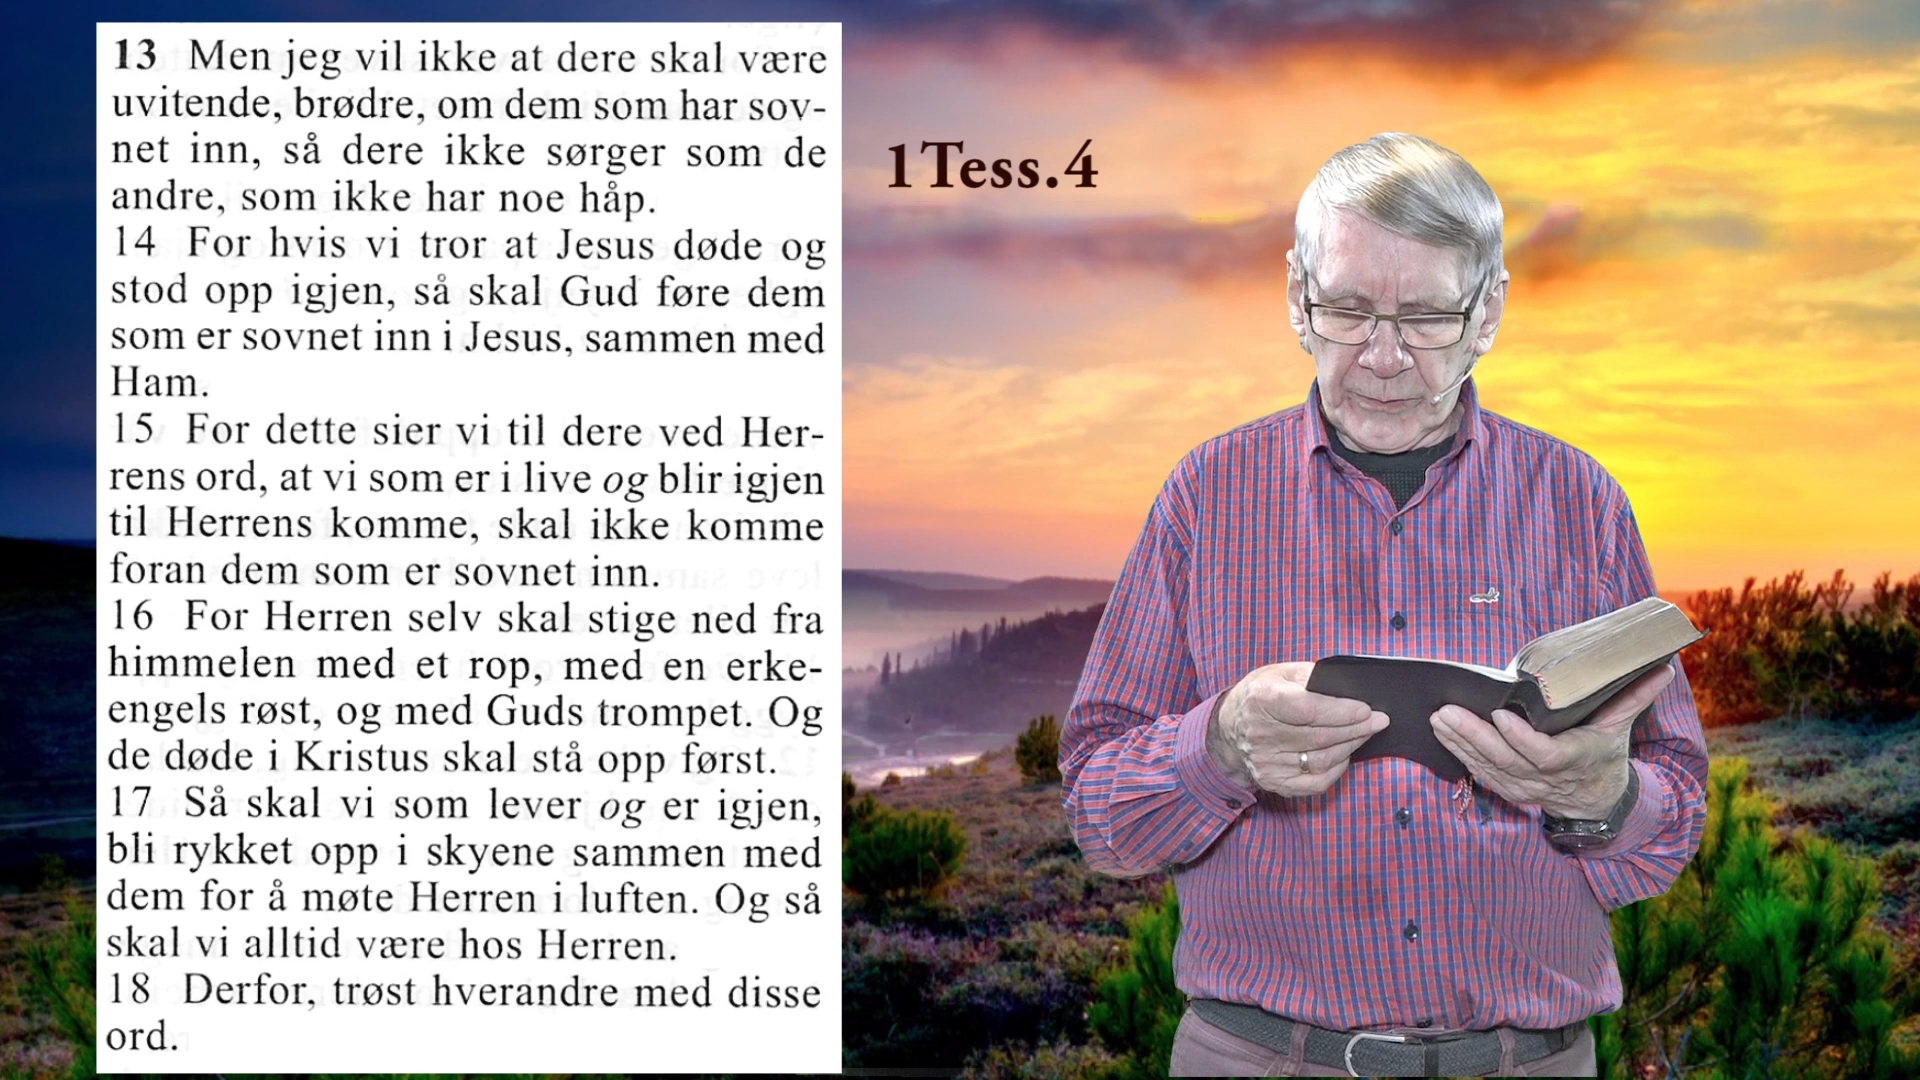 13 Men jeg vil ikke at dere skal være
uvitende, brødre, om dem som har sov-
net inn, så dere ikke sørger som de
andre, som ikke har noe håp.
14 For hvis vi tror at Jesus døde og
stod opp igjen, så skal Gud føre dem
som er sovnet inn i Jesus, sammen med
Ham.
15 For dette sier vi til dere ved Her-
rens ord, at vi som er i live og blir igjen
til Herrens komme, skal ikke komme
foran dem som er sovnet inn.
16 For Herren selv skal stige ned fra
himmelen med et rop, med en erke-
engels røst, og med Guds trompet. Og
de døde i Kristus skal stå opp først.
17 Så skal vi som lever og er igjen,
bli rykket opp i skyene sammen med
dem for å møte Herren i luften. Og så
skal vi alltid være hos Herren.
18 Derfor, trøst hverandre med disse
ord.
1Tess.4